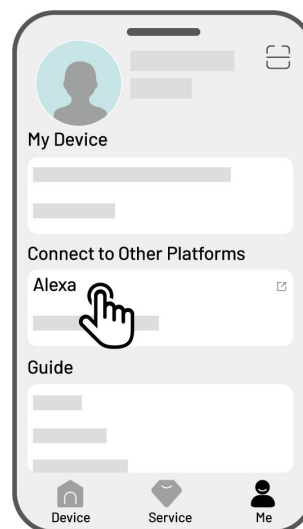 My Device
Connect to Other Platforms
Alexa
Guide
Device Service Me